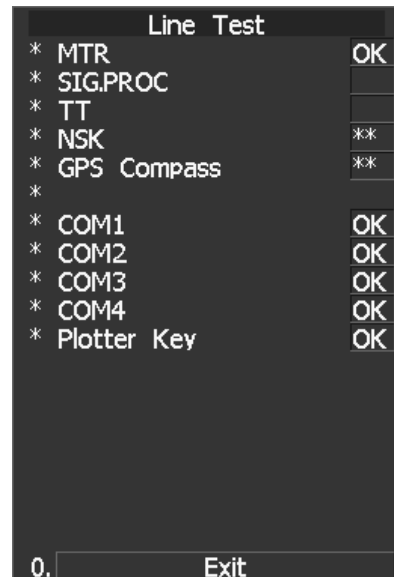 Line Test
* MTR OK
* SIG.PROC
* TT
* NSK **
* GPS Compass **
*
* COM1 OK
* COM2 OK
* COM3 OK
* COM4 OK
* Plotter Key OK
0. Exit